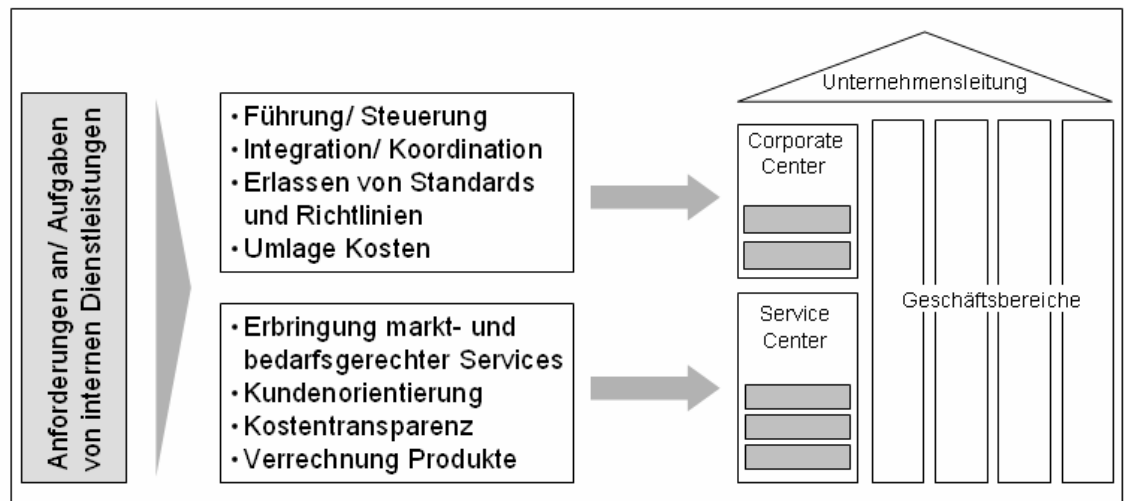 Anforderungen an/ Aufgaben
von internen Dienstleistungen
• Führung/ Steuerung
• Integration/ Koordination
• Erlassen von Standards
und Richtlinien
• Umlage Kosten
• Erbringung markt- und
bedarfsgerechter Services
• Kundenorientierung
• Kostentransparenz
• Verrechnung Produkte
Unternehmensleitung
Corporate
Center
Service
Center
Geschäftsbereiche